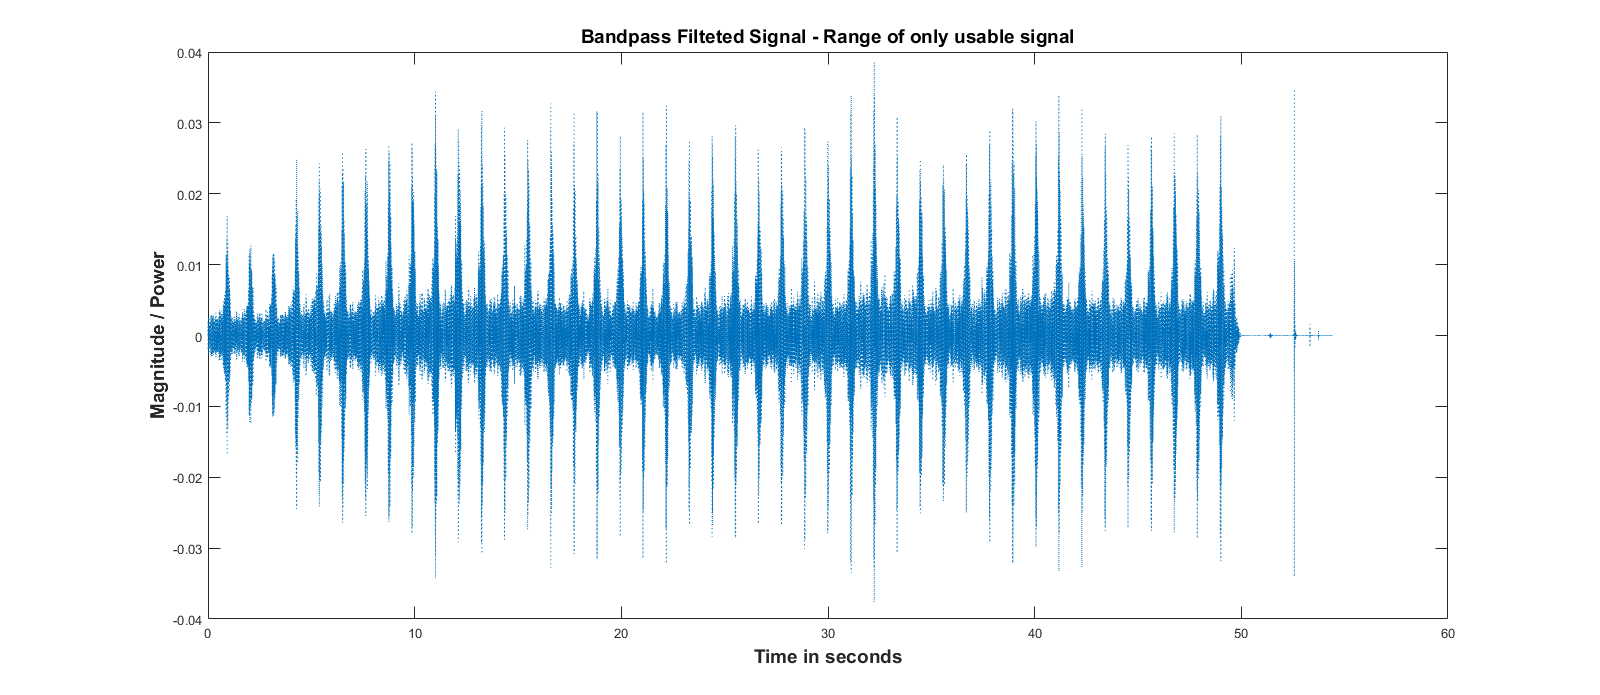 Bandpass Filteted Signal - Range of only usable signal
0.04
0.03
0.02
0.01
0
-0.01
-0.02
-0.03
-0.04
Magnitude / Power
0 10 20 30 40 50 60
Time in seconds